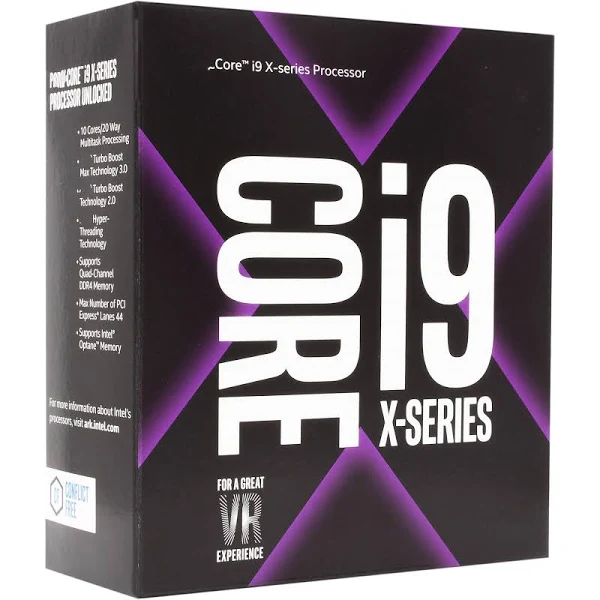 Core™ i9 X-series Processor
CORE
i9
X-SERIES
FOR A GREAT
VR
EXPERIENCE
i9 X-SERIES
PROCESSOR UNLOCKED
• 10 Cores/20 Way
Multitask Processing
• Turbo Boost
Max Technology 3.0
• Turbo Boost
Technology 2.0
• Hyper-
Threading
Technology
• Supports
Quad-Channel
DDR4 Memory
• Max Number of PCI
Express® Lanes 44
• Supports Intel®
Optane™ Memory
For more information about Intel's
processors, visit ark.intel.com
CF
CONFLICT
FREE